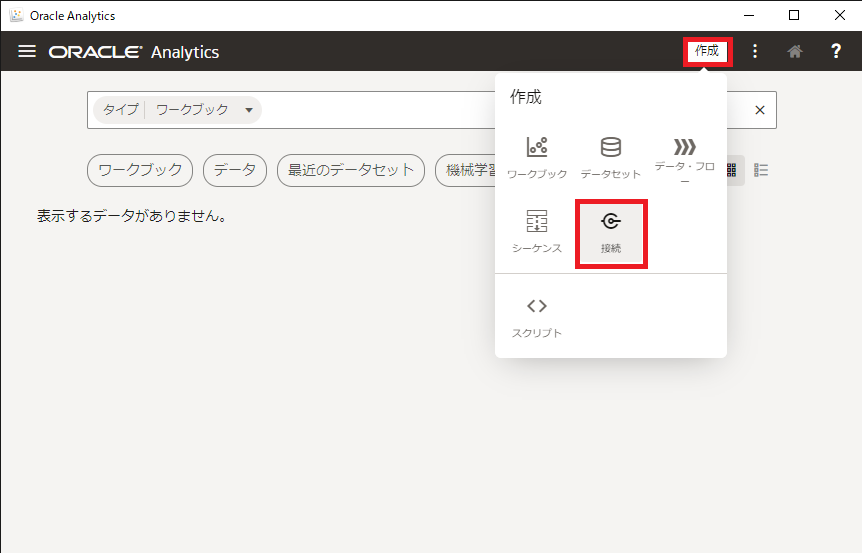 Oracle Analytics
ORACLE Analytics
作成
?
作成
タイプ ワークブック
ワークブック
データセット
データ・フロ
ー
ワークブック
データ
最近のデータセット
機械学習
表示するデータがありません。
シーケンス
接続
スクリプト